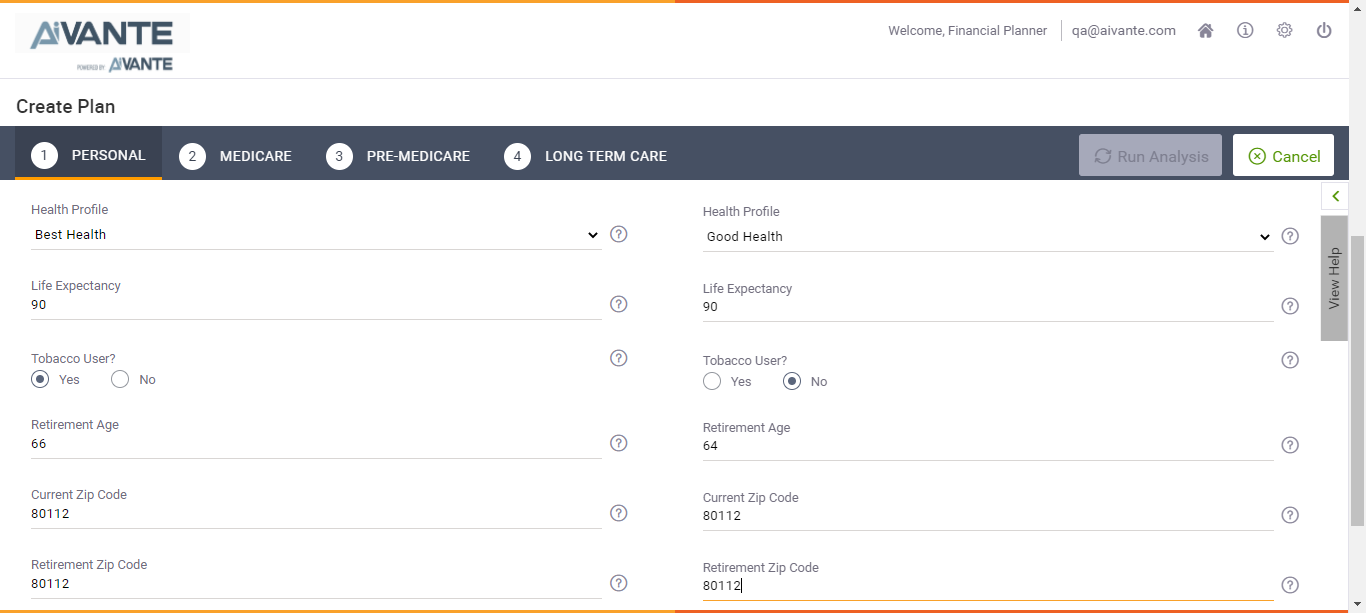 AiVANTE
POWERED BY AiVANTE
Welcome, Financial Planner qa@aivante.com
Create Plan
1 PERSONAL 2 MEDICARE 3 PRE-MEDICARE 4 LONG TERM CARE Run Analysis Cancel
Health Profile
Best Health
Life Expectancy
90
Tobacco User?
Yes No
Retirement Age
66
Current Zip Code
80112
Retirement Zip Code
80112
Health Profile
Good Health
Life Expectancy
90
Tobacco User?
Yes No
Retirement Age
64
Current Zip Code
80112
Retirement Zip Code
80112
View Help